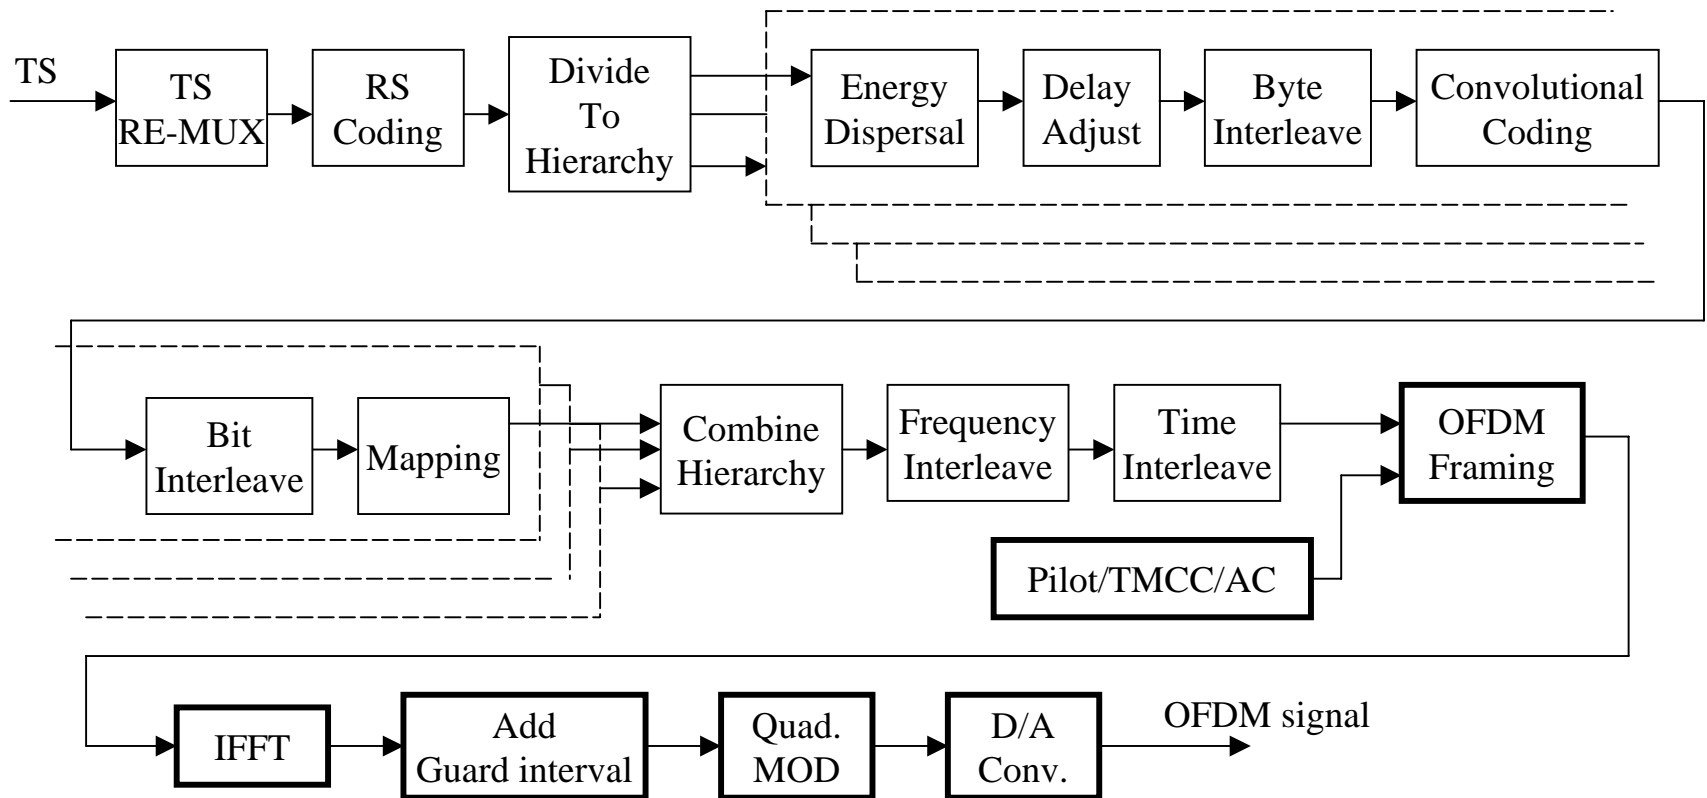 TS
TS
RE-MUX
RS
Coding
Divide
To
Hierarchy
Energy
Dispersal
Delay
Adjust
Byte
Interleave
Convolutional
Coding
Bit
Interleave
Mapping
Combine
Hierarchy
Frequency
Interleave
Time
Interleave
OFDM
Framing
Pilot/TMCC/AC
IFFT
Add
Guard interval
Quad.
MOD
D/A
Conv.
OFDM signal